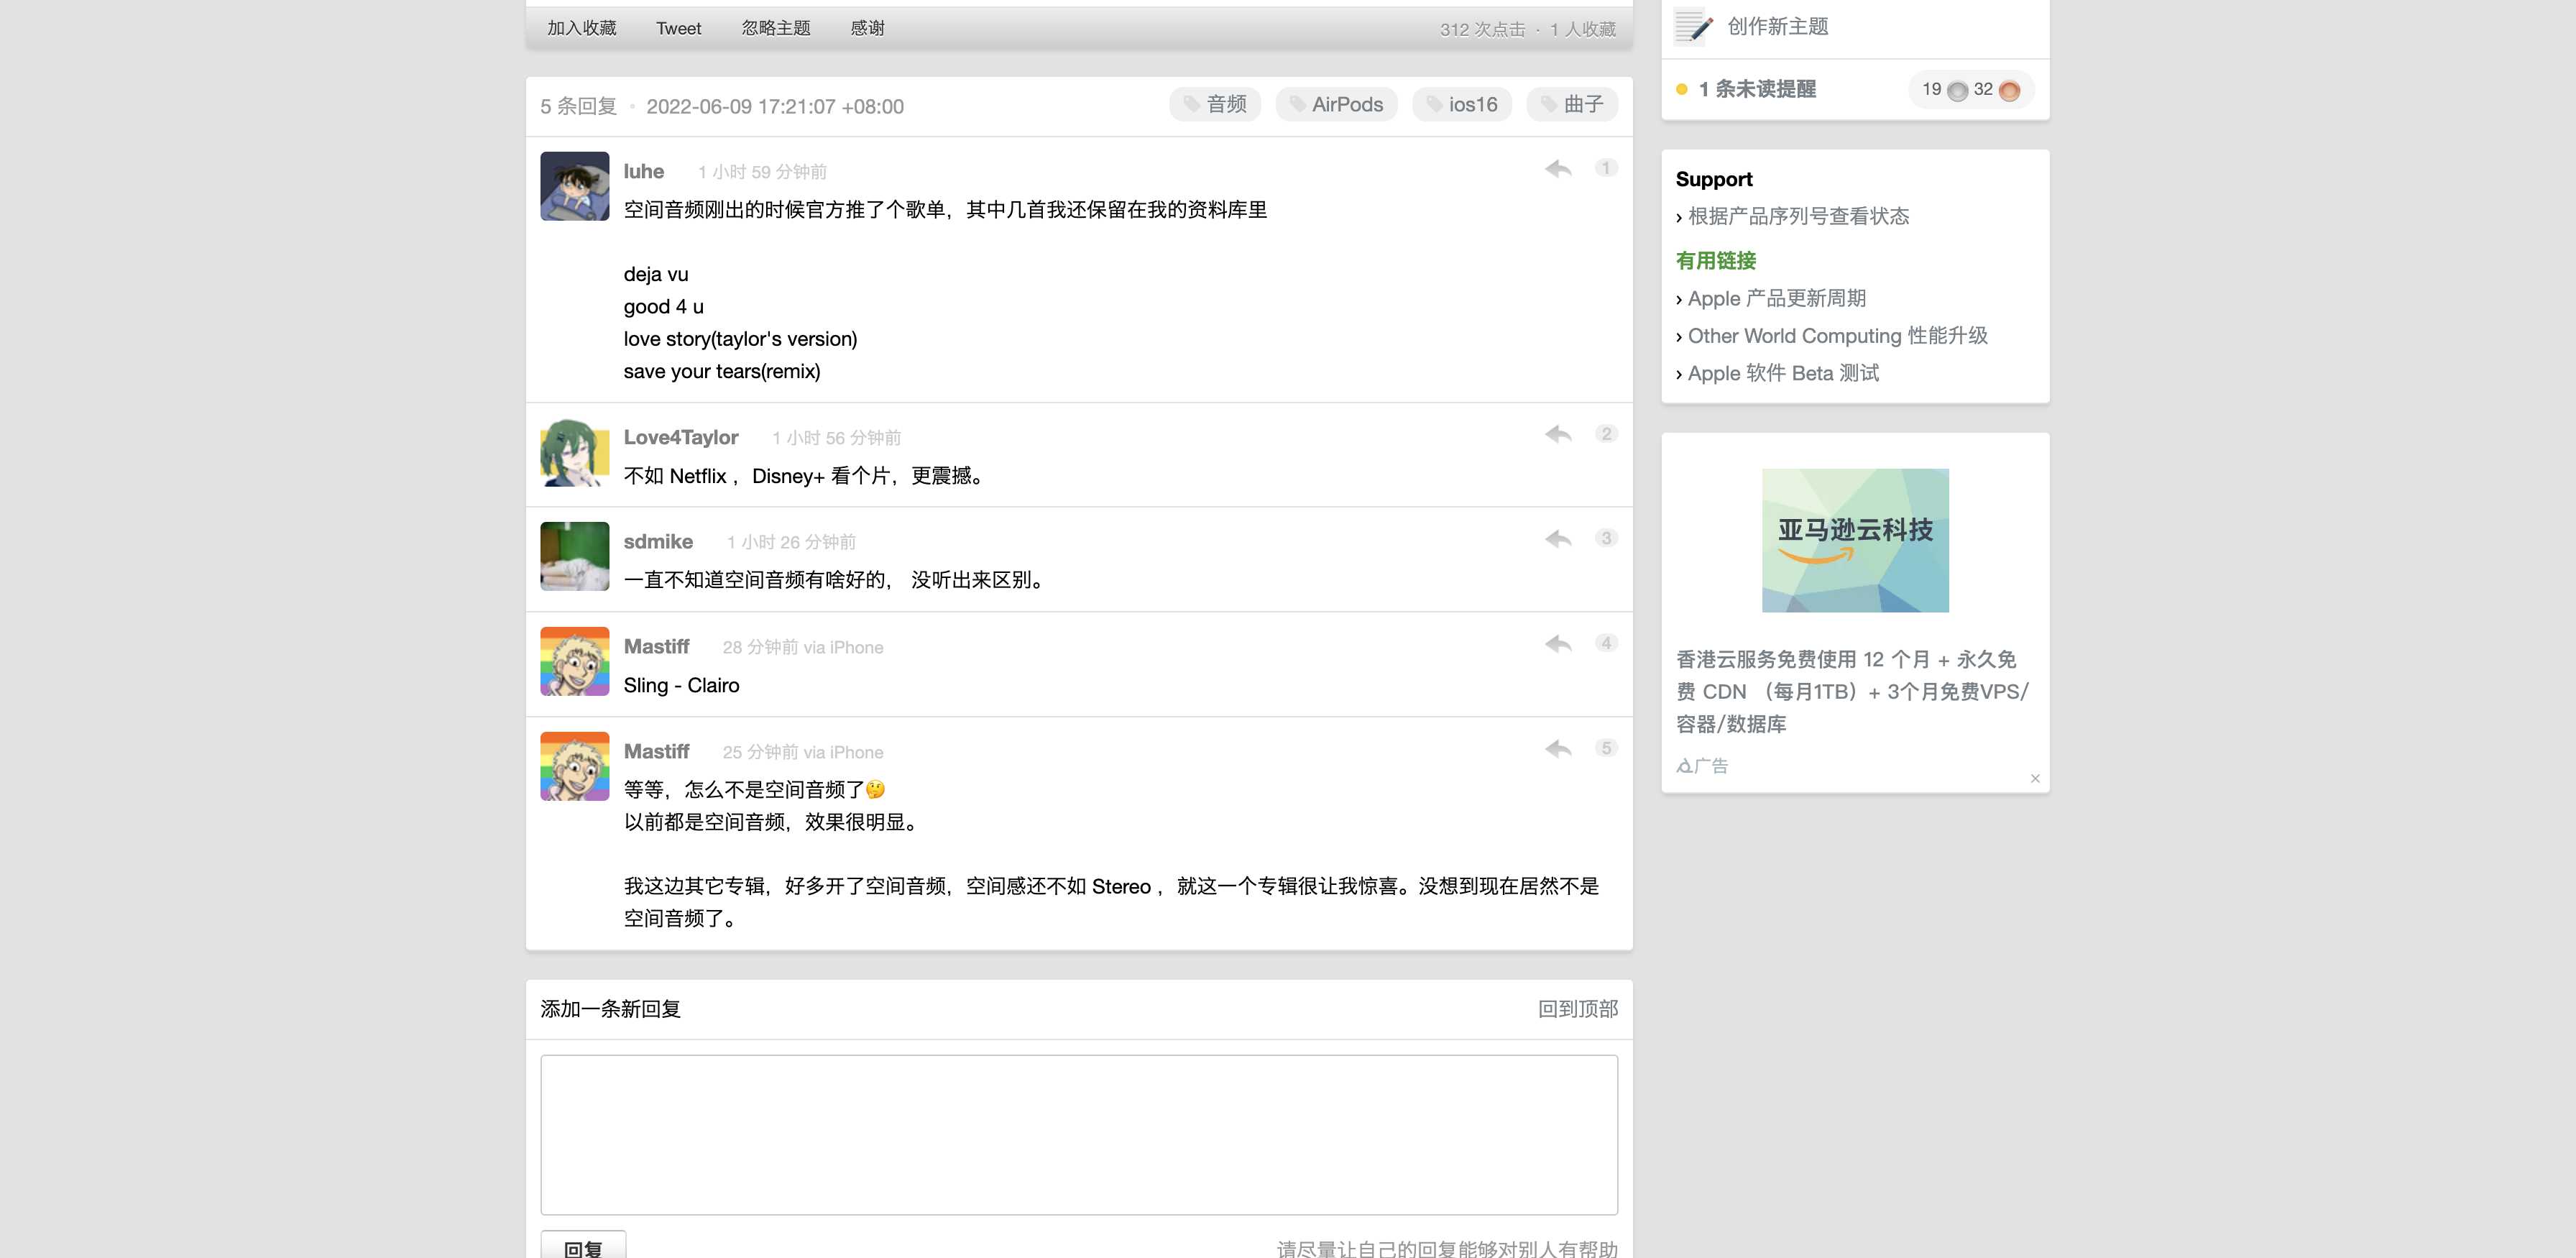 加入收藏 Tweet 忽略主题 感谢 312 次点击 · 1 人收藏
5 条回复 • 2022-06-09 17:21:07 +08:00 音频 AirPods ios16 曲子
luhe 1 小时 59 分钟前 1
空间音频刚出的时候官方推了个歌单，其中几首我还保留在我的资料库里
deja vu
good 4 u
love story(taylor's version)
save your tears(remix)
Love4Taylor 1 小时 56 分钟前 2
不如 Netflix ，Disney+ 看个片，更震撼。
sdmike 1 小时 26 分钟前 3
一直不知道空间音频有啥好的， 没听出来区别。
Mastiff 28 分钟前 via iPhone 4
Sling - Clairo
Mastiff 25 分钟前 via iPhone 5
等等，怎么不是空间音频了🤔
以前都是空间音频，效果很明显。
我这边其它专辑，好多开了空间音频，空间感还不如 Stereo ，就这一个专辑很让我惊喜。没想到现在居然不是
空间音频了。
添加一条新回复 回到顶部
回复 请尽量让自己的回复能够对别人有帮助
创作新主题
1 条未读提醒 19 32
Support
› 根据产品序列号查看状态
有用链接
› Apple 产品更新周期
› Other World Computing 性能升级
› Apple 软件 Beta 测试
亚马逊云科技
香港云服务免费使用 12 个月 + 永久免
费 CDN （每月1TB）+ 3个月免费VPS/
容器/数据库
广告 ×